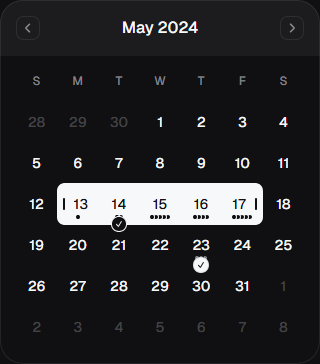 May 2024
S M T W T F S
28 29 30 1 2 3 4
5 6 7 8 9 10 11
12 13 14 15 16 17 18
19 20 21 22 23 24 25
26 27 28 29 30 31 1
2 3 4 5 6 7 8